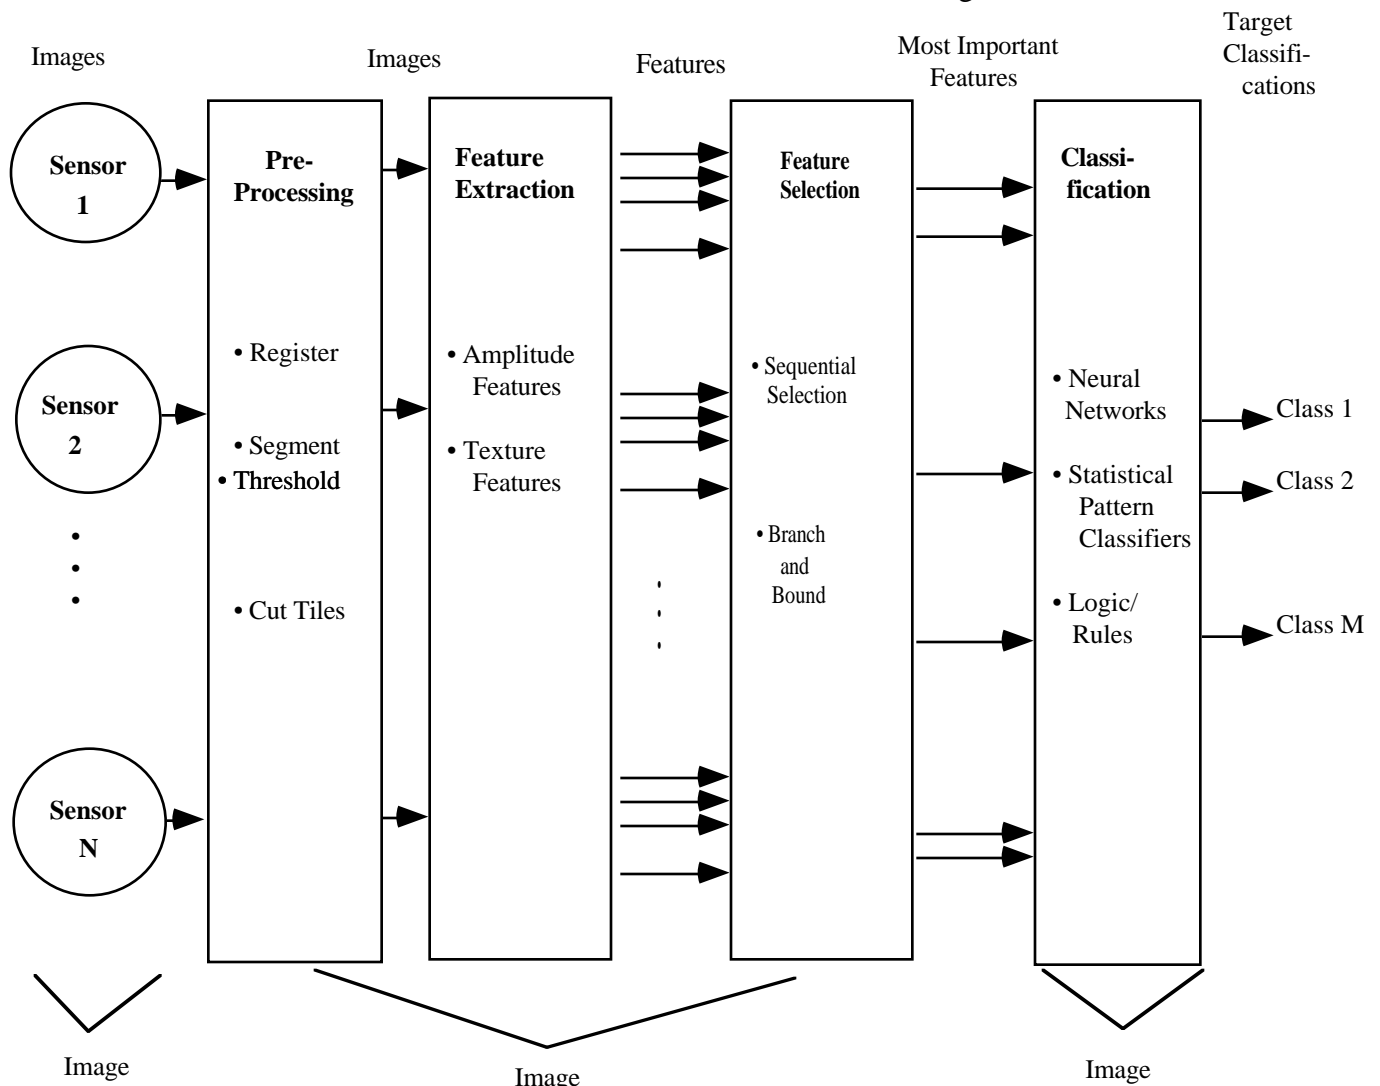 Target
Classifi-
cations
Most Important
Features
Images
Images
Features
Sensor
1
Pre-
Processing
Feature
Extraction
Feature
Selection
Classi-
fication
• Register
• Segment
• Threshold
• Cut Tiles
• Amplitude
Features
• Texture
Features
• Sequential
Selection
• Branch
and
Bound
• Neural
Networks
• Statistical
Pattern
Classifiers
• Logic/
Rules
Class 1
Class 2
Class M
Sensor
2
Sensor
N
Image
Image
Image